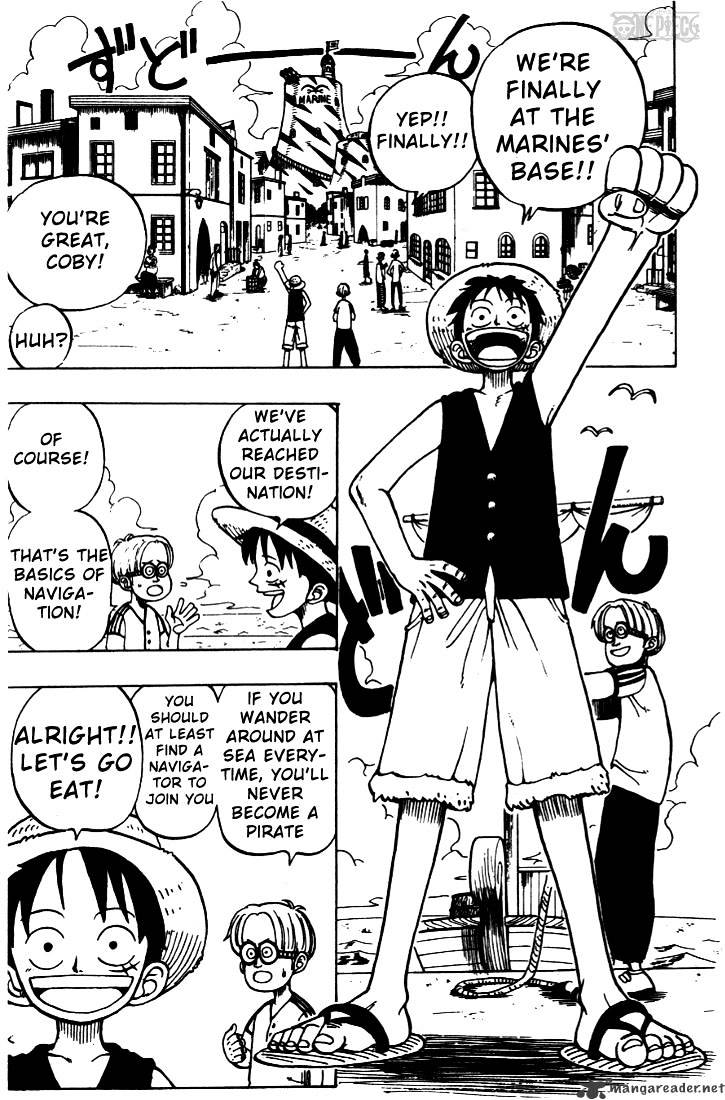 ONE PIECE
WE'RE
FINALLY
AT THE
MARINES'
BASE!!
YEP!!
FINALLY!!
ずどーーん
MARINE
YOU'RE
GREAT,
COBY!
HUH?
どんん
WE'VE
ACTUALLY
REACHED
OUR DESTI-
NATION!
OF
COURSE!
THAT'S THE
BASICS OF
NAVIGA-
TION!
IF YOU
WANDER
AROUND AT
SEA EVERY-
TIME, YOU'LL
NEVER
BECOME A
PIRATE
YOU
SHOULD
AT LEAST
FIND A
NAVIGA-
TOR TO
JOIN YOU
ALRIGHT!!
LET'S GO
EAT!
mangareader.net